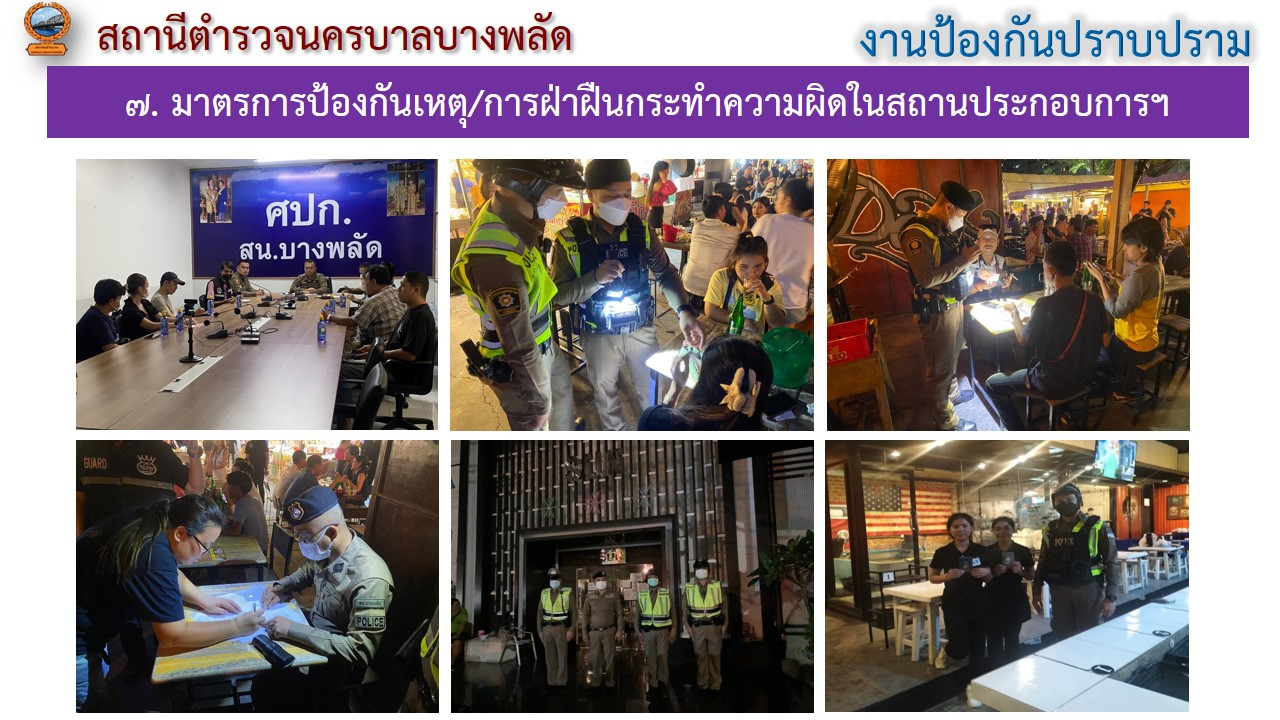 สถานีตำรวจนครบาลบางพลัด
งานป้องกันปราบปราม
๗. มาตรการป้องกันเหตุ/การฝ่าฝืนกระทำความผิดในสถานประกอบการฯ
ศปก.
สน.บางพลัด
GUARD
POLICE
POLICE